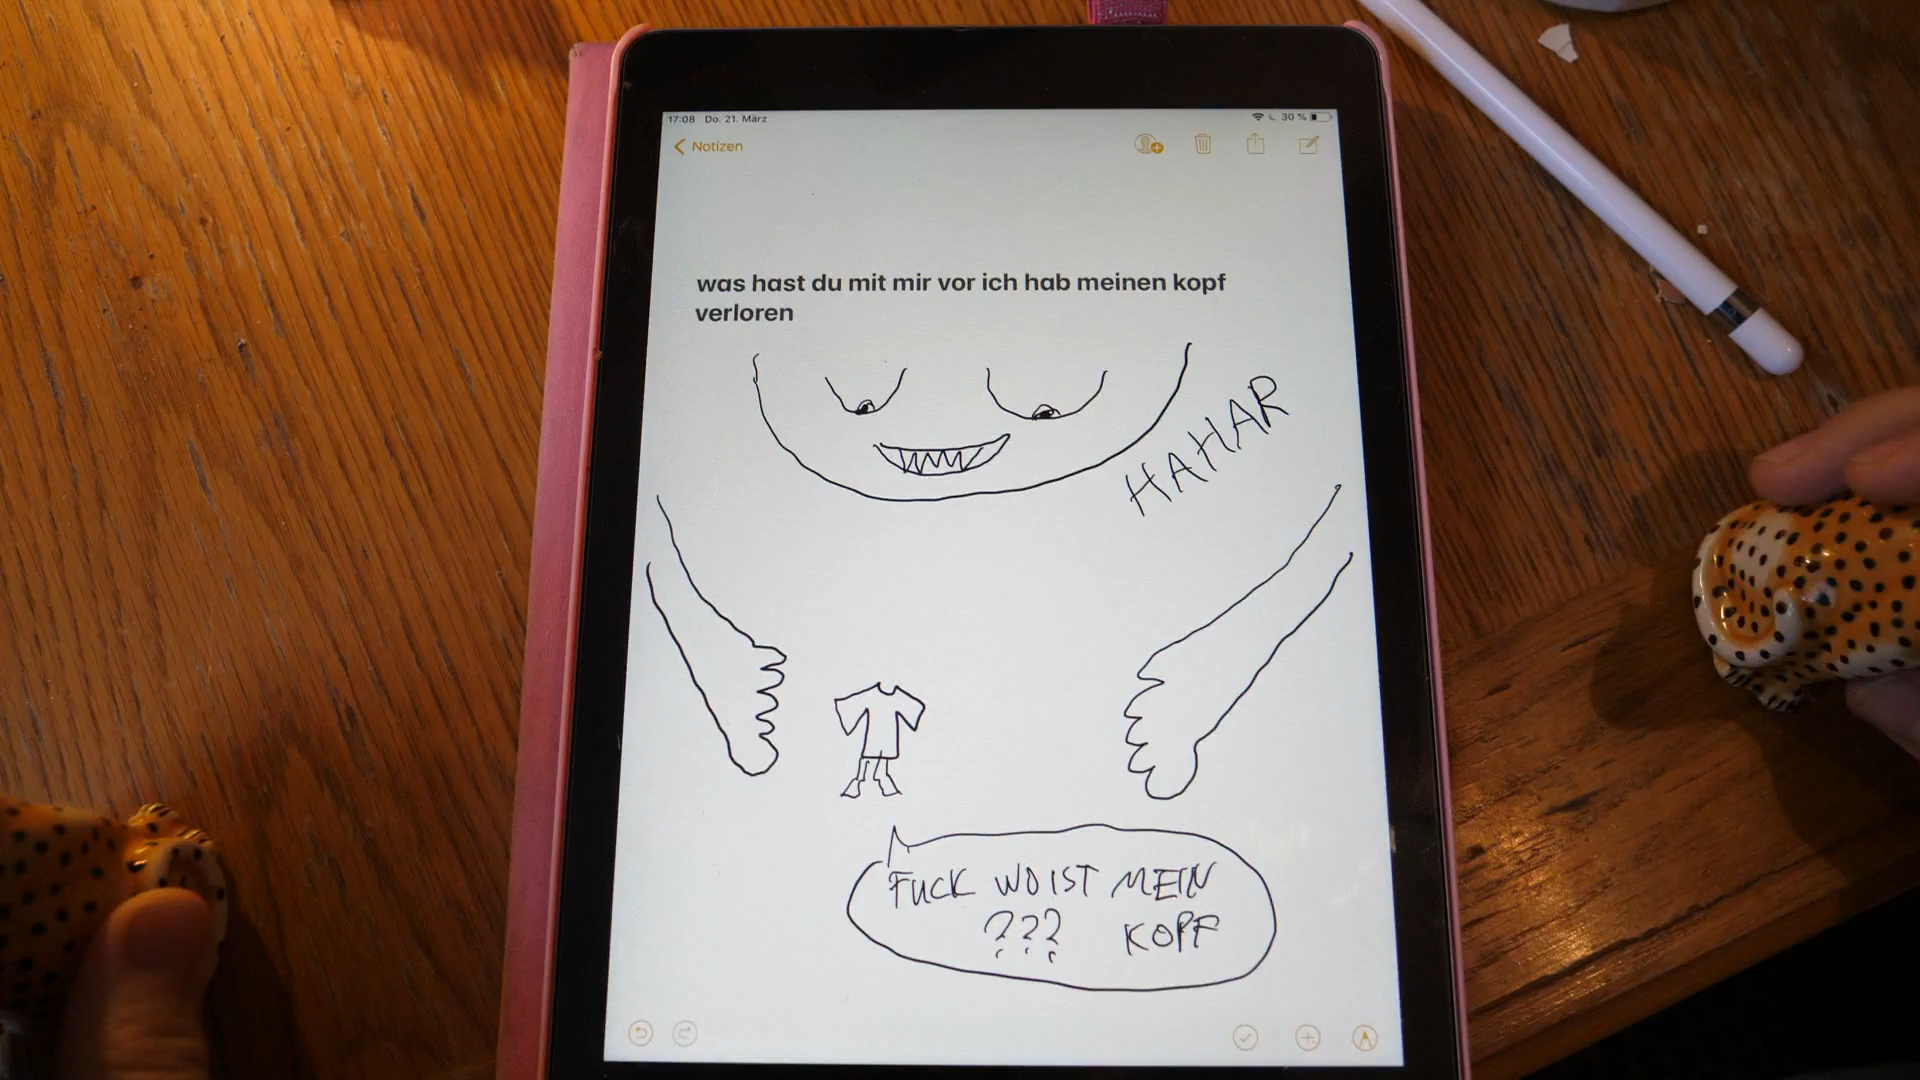 17:08 Do. 21. März 30 %
Notizen
was hast du mit mir vor ich hab meinen kopf
verloren
HAHAR
FUCK WO IST MEIN
??? KOPF